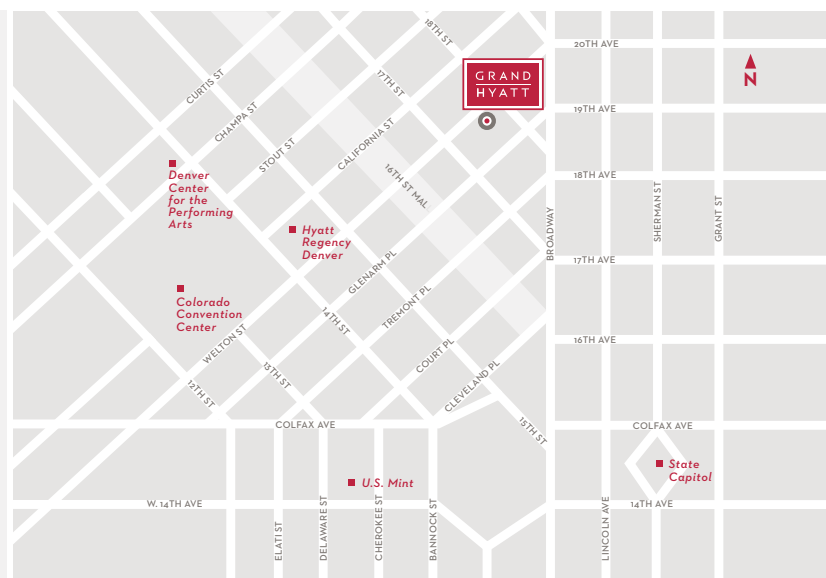 18TH ST
20TH AVE
17TH ST
GRAND
HYATT
N
CURTIS ST
CHAMPA ST
19TH AVE
STOUT ST
CALIFORNIA ST
Denver
Center
for the
Performing
Arts
16TH ST MAL
18TH AVE
BROADWAY
SHERMAN ST
GRANT ST
Hyatt
Regency
Denver
17TH AVE
GLENARM PL
Colorado
Convention
Center
TREMONT PL
14TH ST
WELTON ST
16TH AVE
COURT PL
13TH ST
12TH ST
CLEVELAND PL
COLFAX AVE
15TH ST
COLFAX AVE
State
Capitol
U.S. Mint
W. 14TH AVE
14TH AVE
ELATI ST
DELAWARE ST
CHEROKEE ST
BANNOCK ST
LINCOLN AVE